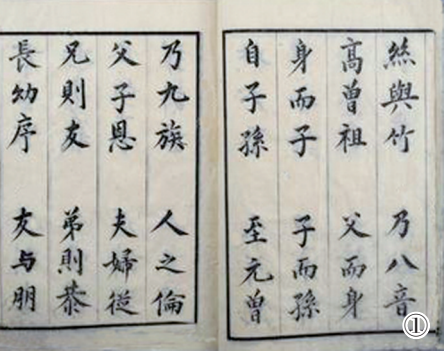 絲與竹 乃八音
高曾祖 父而身
身而子 子而孫
自子孫 至元曾
乃九族 人之倫
父子恩 夫婦從
兄則友 弟則恭
長幼序 友与朋
①